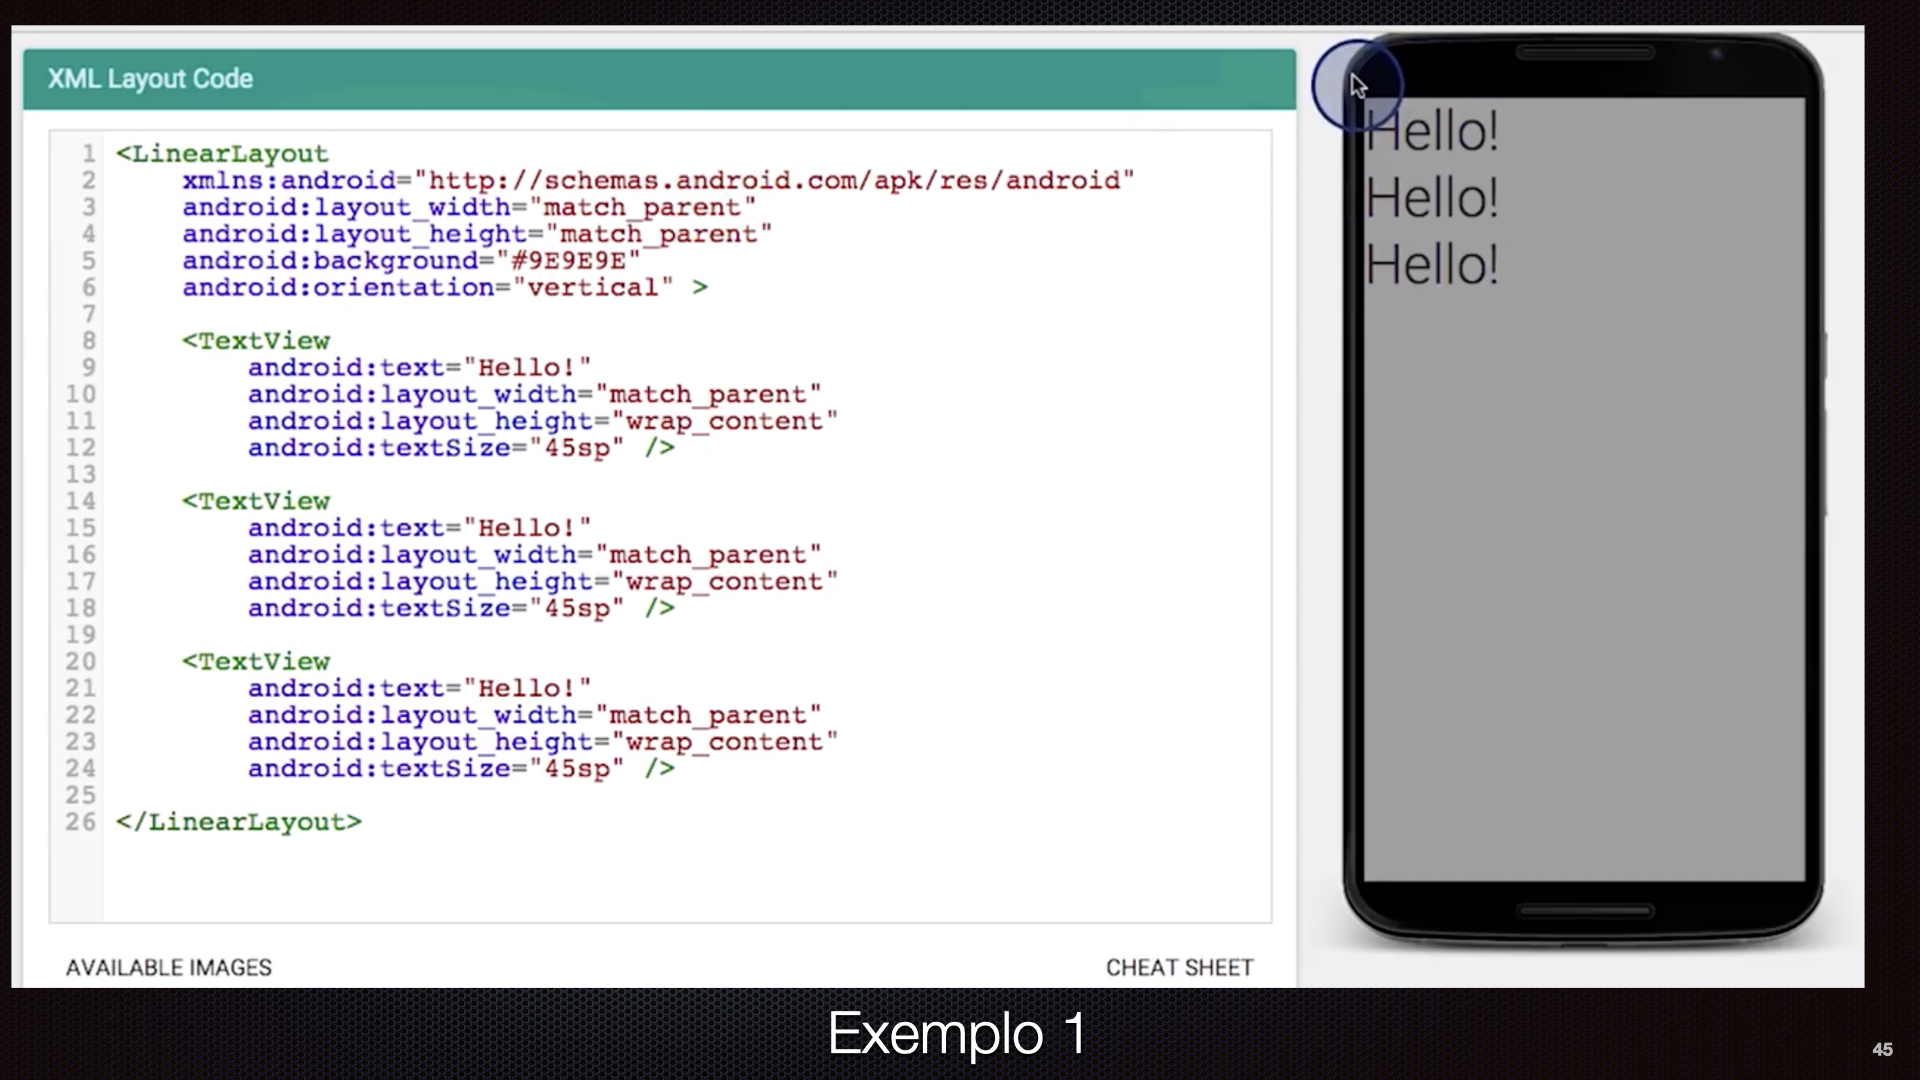 XML Layout Code
1 <LinearLayout
2     xmlns:android="http://schemas.android.com/apk/res/android"
3     android:layout_width="match_parent"
4     android:layout_height="match_parent"
5     android:background="#9E9E9E"
6     android:orientation="vertical" >
7
8     <TextView
9         android:text="Hello!"
10         android:layout_width="match_parent"
11         android:layout_height="wrap_content"
12         android:textSize="45sp" />
13
14     <TextView
15         android:text="Hello!"
16         android:layout_width="match_parent"
17         android:layout_height="wrap_content"
18         android:textSize="45sp" />
19
20     <TextView
21         android:text="Hello!"
22         android:layout_width="match_parent"
23         android:layout_height="wrap_content"
24         android:textSize="45sp" />
25
26 </LinearLayout>
AVAILABLE IMAGES
CHEAT SHEET
Hello!
Hello!
Hello!
Exemplo 1
45